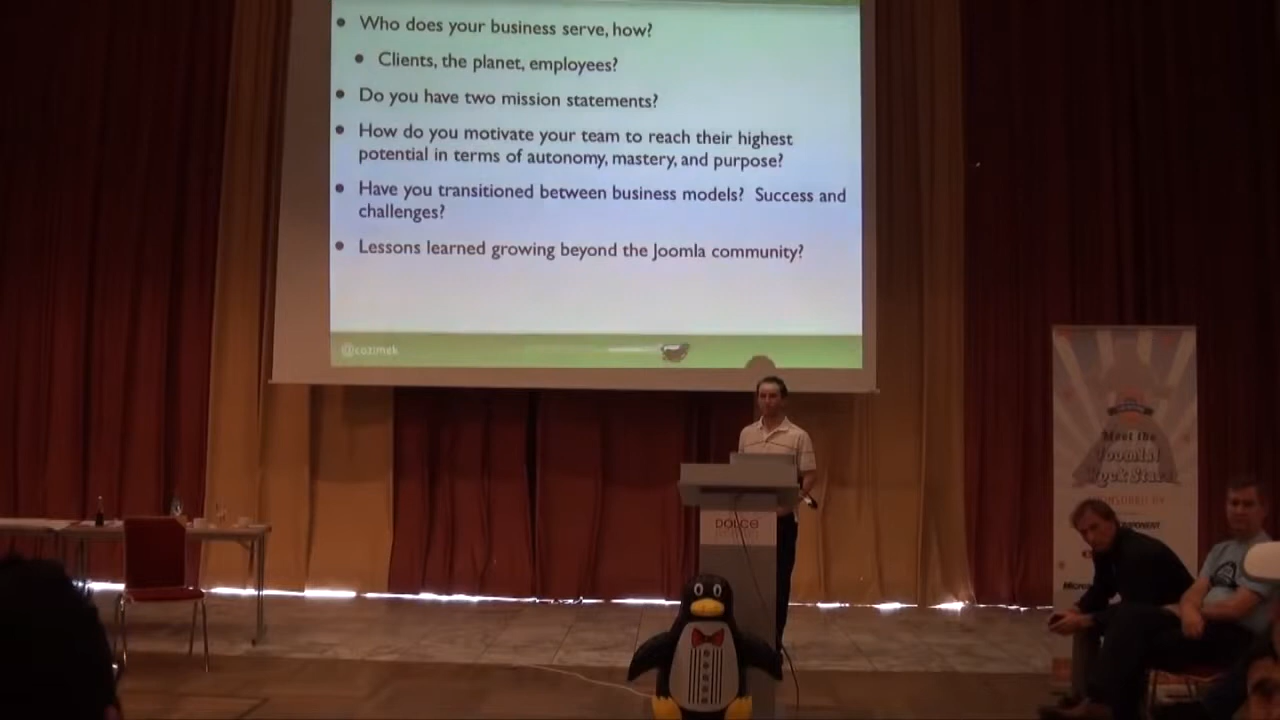 • Who does your business serve, how?
• Clients, the planet, employees?
• Do you have two mission statements?
• How do you motivate your team to reach their highest
potential in terms of autonomy, mastery, and purpose?
• Have you transitioned between business models? Success and
challenges?
• Lessons learned growing beyond the Joomla community?
@cozimek
DOLCE
Meet the
Joomla!
Rock Stars